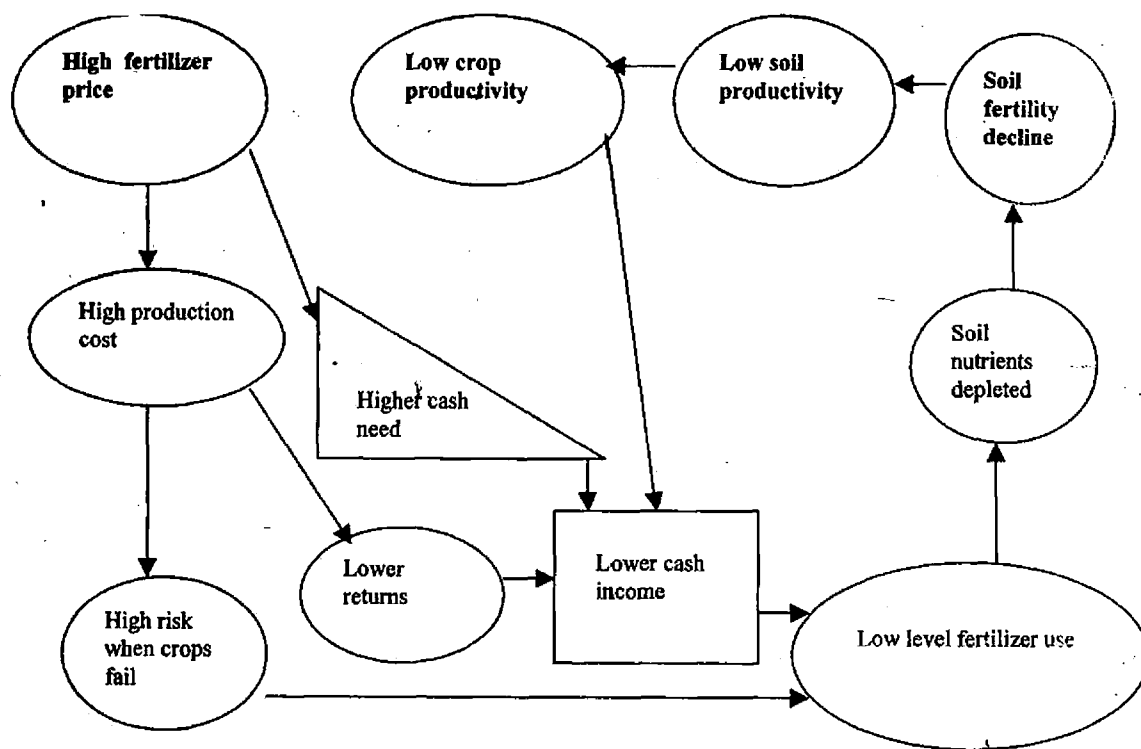 High fertilizer
price
Low crop
productivity
Low soil
productivity
Soil
fertility
decline
High production
cost
Higher cash
need
Soil
nutrients
depleted
Lower
returns
Lower cash
income
High risk
when crops
fail
Low level fertilizer use